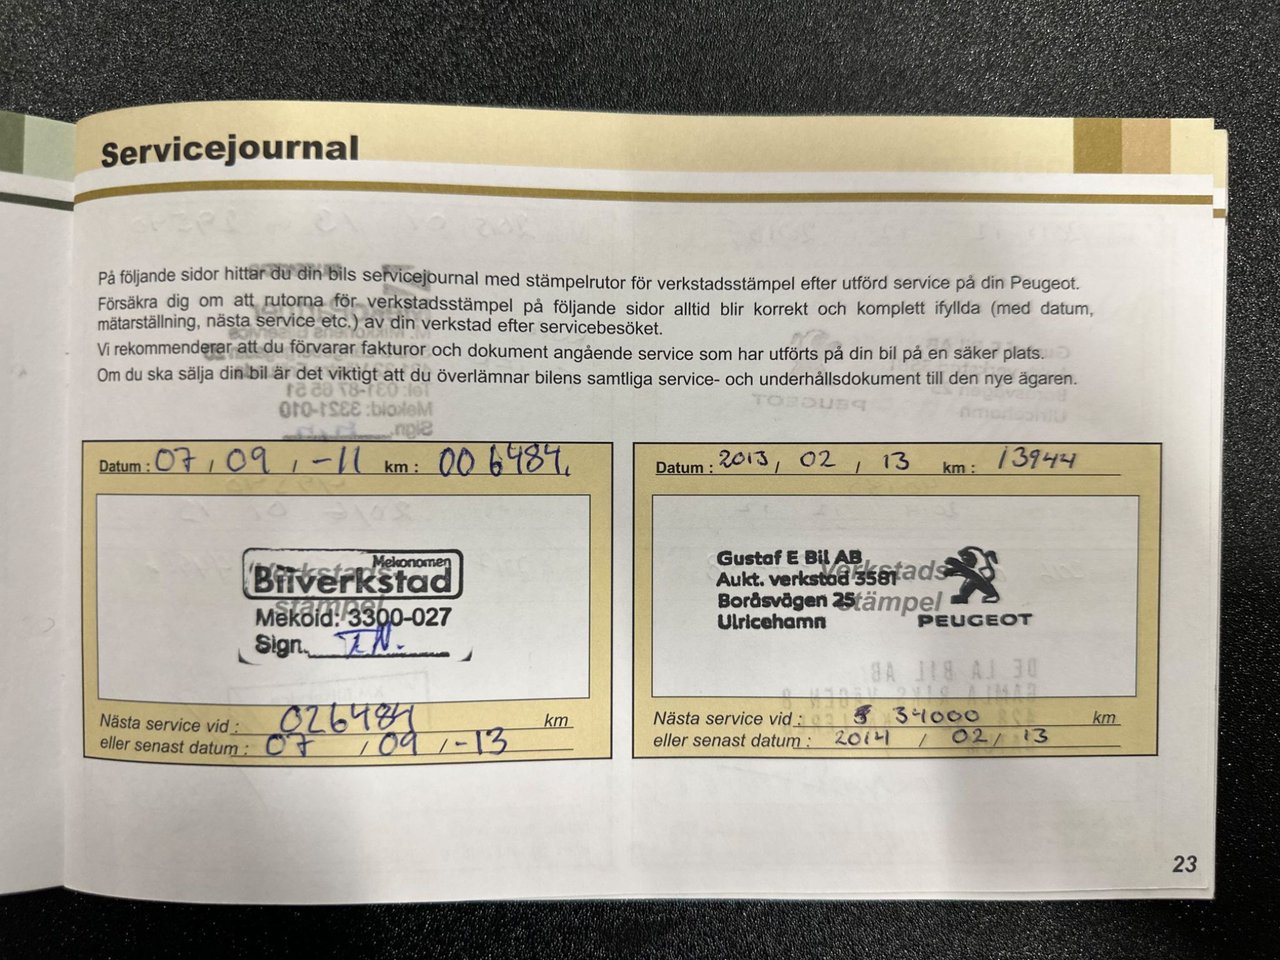 Servicejournal
På följande sidor hittar du din bils servicejournal med stämpelrutor för verkstadsstämpel efter utförd service på din Peugeot.
Försäkra dig om att rutorna för verkstadsstämpel på följande sidor alltid blir korrekt och komplett ifyllda (med datum,
mätarställning, nästa service etc.) av din verkstad efter servicebesöket.
Vi rekommenderar att du förvarar fakturor och dokument angående service som har utförts på din bil på en säker plats.
Om du ska sälja din bil är det viktigt att du överlämnar bilens samtliga service- och underhållsdokument till den nye ägaren.
Datum : 07 / 09 / -11 km : 006484.
Verkstads
stämpel
Mekonomen
Bilverkstad
MekoId: 3300-027
Sign. T.N.
Nästa service vid : 026484 km
eller senast datum : 07 / 09 / -13
Datum : 2013 / 02 / 13 km : 13944
Verkstads
stämpel
Gustaf E Bil AB
Aukt. verkstad 3581
Boråsvägen 25
Ulricehamn
PEUGEOT
Nästa service vid : 34000 km
eller senast datum : 2014 / 02 / 13
23